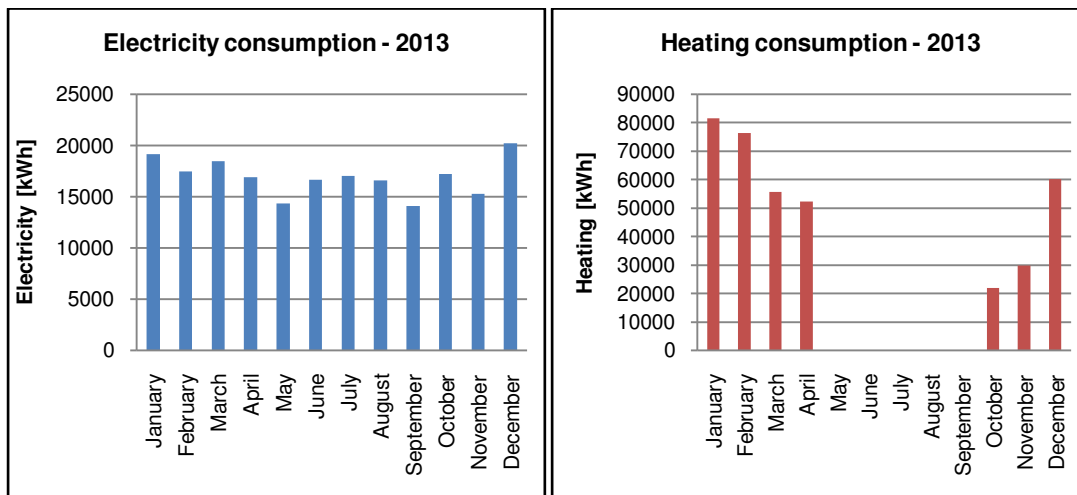 Electricity consumption - 2013
Electricity [kWh]
25000
20000
15000
10000
5000
0
January
February
March
April
May
June
July
August
September
October
November
December
Heating consumption - 2013
Heating [kWh]
90000
80000
70000
60000
50000
40000
30000
20000
10000
0
January
February
March
April
May
June
July
August
September
October
November
December